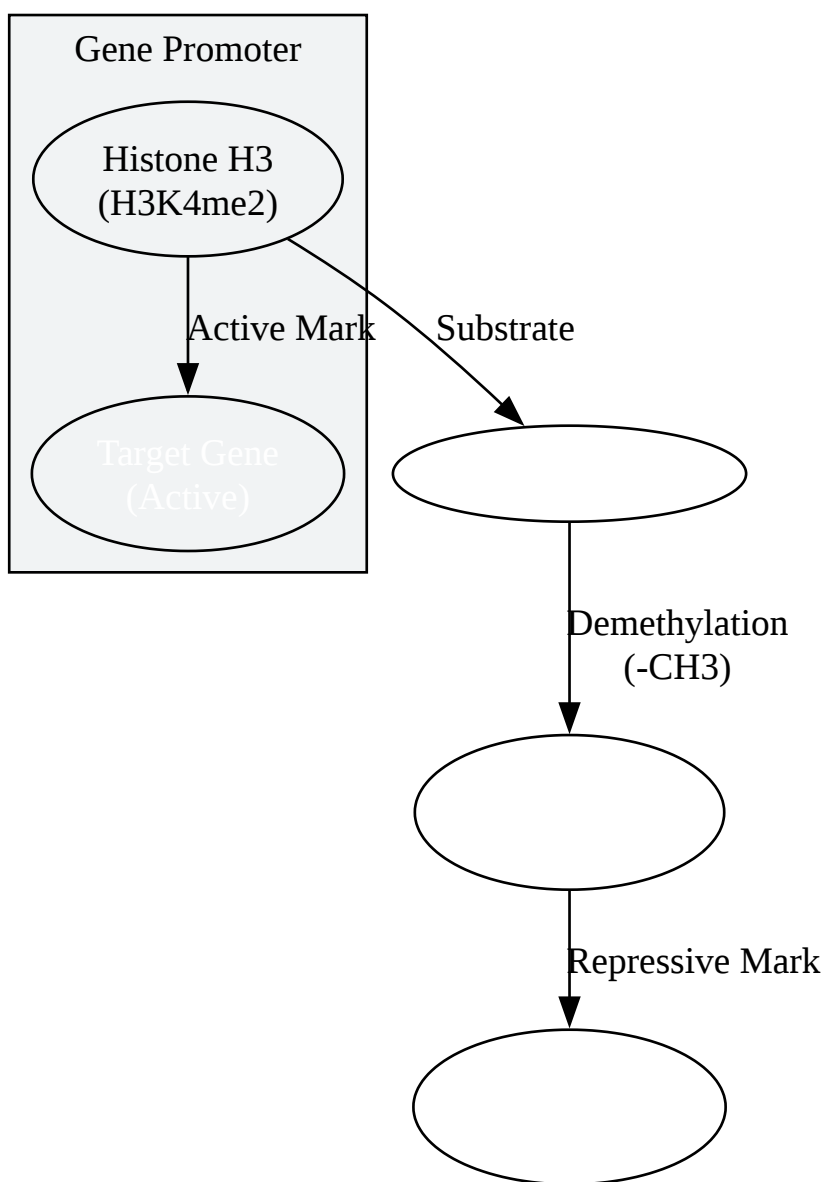 Gene Promoter
Histone H3
(H3K4me2)
Active Mark
Substrate
Target Gene
(Active)
Demethylation
(-CH3)
Repressive Mark